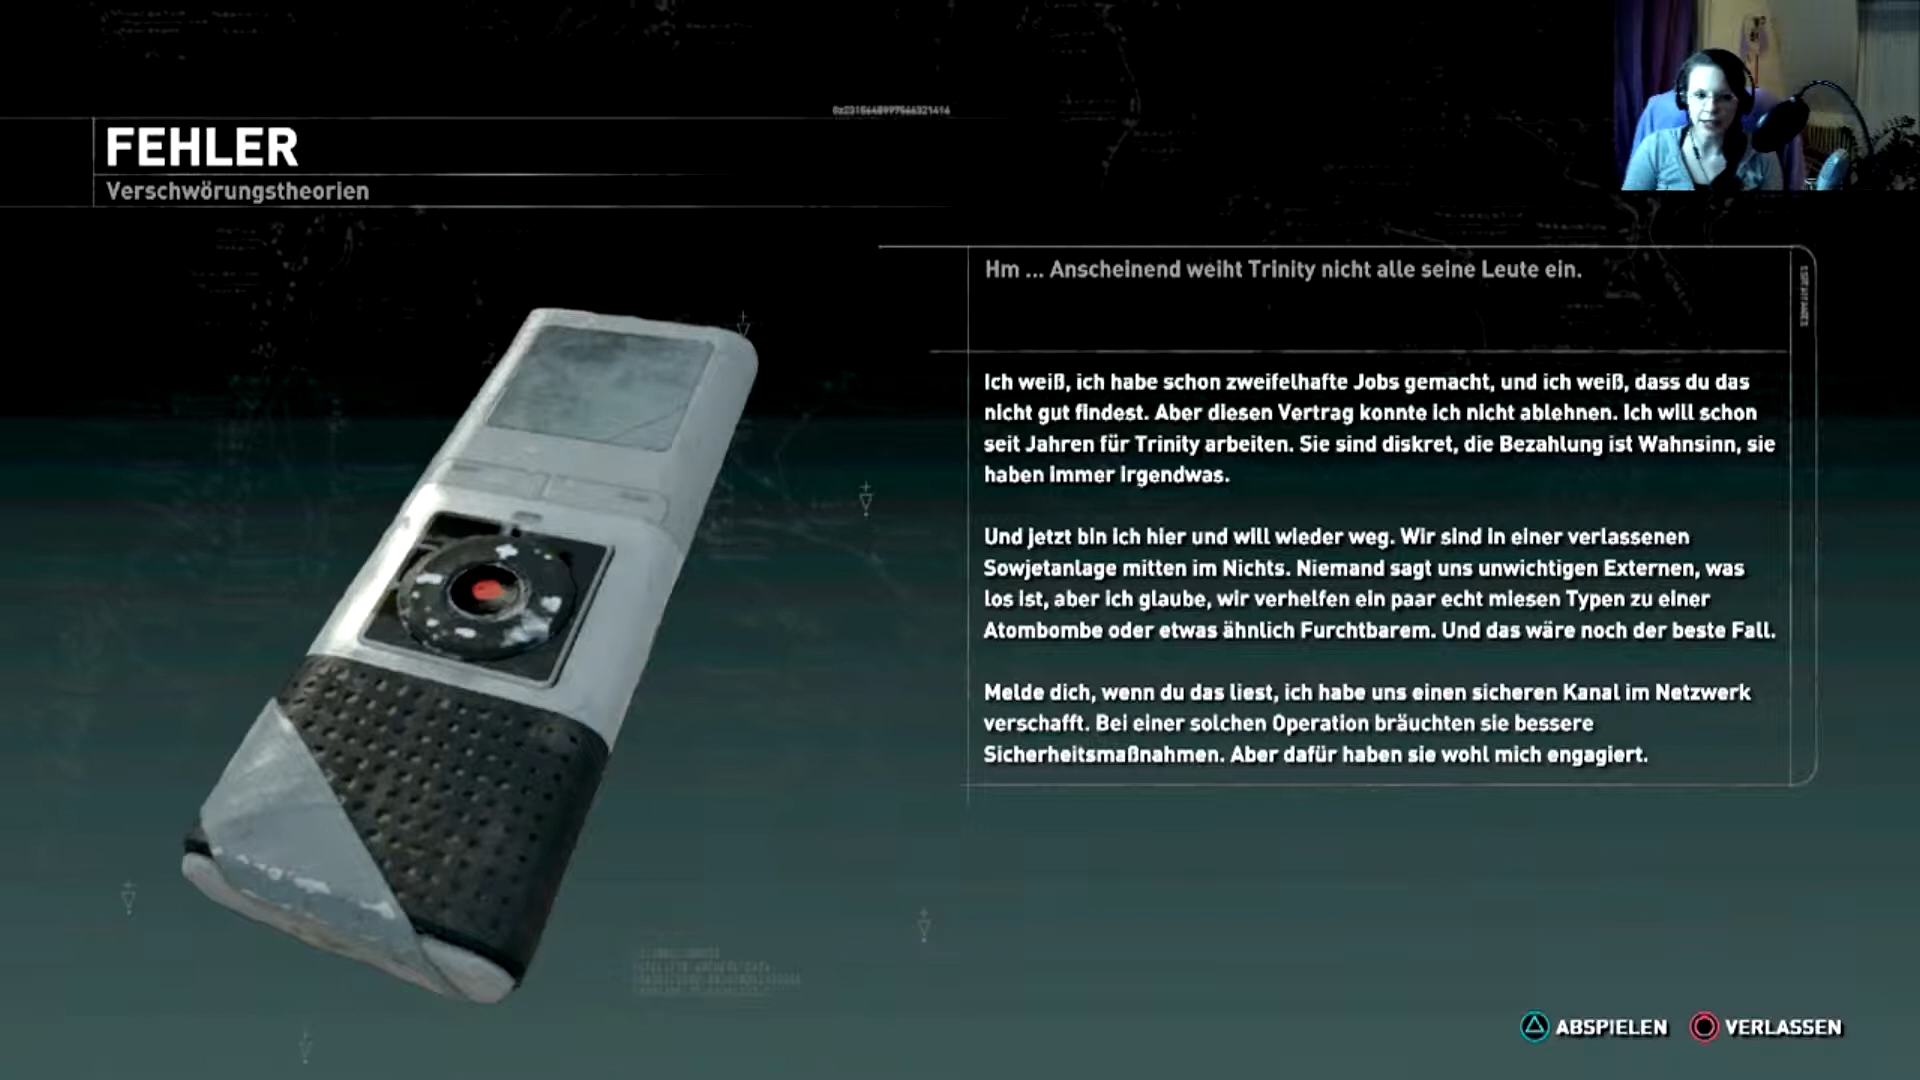 FEHLER
Verschwörungstheorien
Hm ... Anscheinend weiht Trinity nicht alle seine Leute ein.
Ich weiß, ich habe schon zweifelhafte Jobs gemacht, und ich weiß, dass du das
nicht gut findest. Aber diesen Vertrag konnte ich nicht ablehnen. Ich will schon
seit Jahren für Trinity arbeiten. Sie sind diskret, die Bezahlung ist Wahnsinn, sie
haben immer irgendwas.
Und jetzt bin ich hier und will wieder weg. Wir sind in einer verlassenen
Sowjetanlage mitten im Nichts. Niemand sagt uns unwichtigen Externen, was
los ist, aber ich glaube, wir verhelfen ein paar echt miesen Typen zu einer
Atombombe oder etwas ähnlich Furchtbarem. Und das wäre noch der beste Fall.
Melde dich, wenn du das liest, ich habe uns einen sicheren Kanal im Netzwerk
verschafft. Bei einer solchen Operation bräuchten sie bessere
Sicherheitsmaßnahmen. Aber dafür haben sie wohl mich engagiert.
ABSPIELEN
VERLASSEN